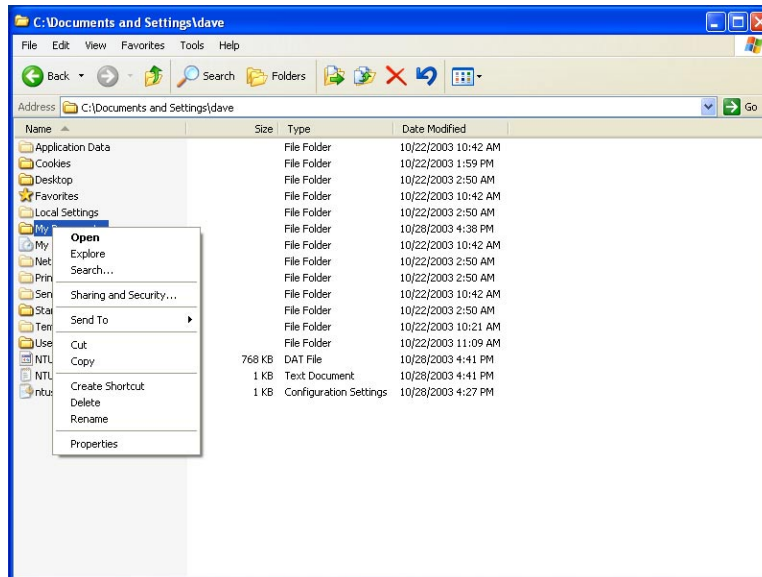 C:\Documents and Settings\dave
File Edit View Favorites Tools Help
Back Search Folders
Address C:\Documents and Settings\dave Go
Name Size Type Date Modified
Application Data File Folder 10/22/2003 10:42 AM
Cookies File Folder 10/22/2003 1:59 PM
Desktop File Folder 10/22/2003 2:50 AM
Favorites File Folder 10/22/2003 10:42 AM
Local Settings File Folder 10/22/2003 2:50 AM
My File Folder 10/28/2003 4:38 PM
Open
My File Folder 10/22/2003 10:42 AM
Explore
Net File Folder 10/22/2003 2:50 AM
Search...
Prin File Folder 10/22/2003 2:50 AM
Sen Sharing and Security... File Folder 10/22/2003 10:42 AM
Star File Folder 10/22/2003 2:50 AM
Send To
Tem File Folder 10/22/2003 10:21 AM
Use Cut File Folder 10/22/2003 11:09 AM
NTU Copy 768 KB DAT File 10/28/2003 4:41 PM
NTU 1 KB Text Document 10/28/2003 4:41 PM
Create Shortcut
ntus 1 KB Configuration Settings 10/28/2003 4:27 PM
Delete
Rename
Properties